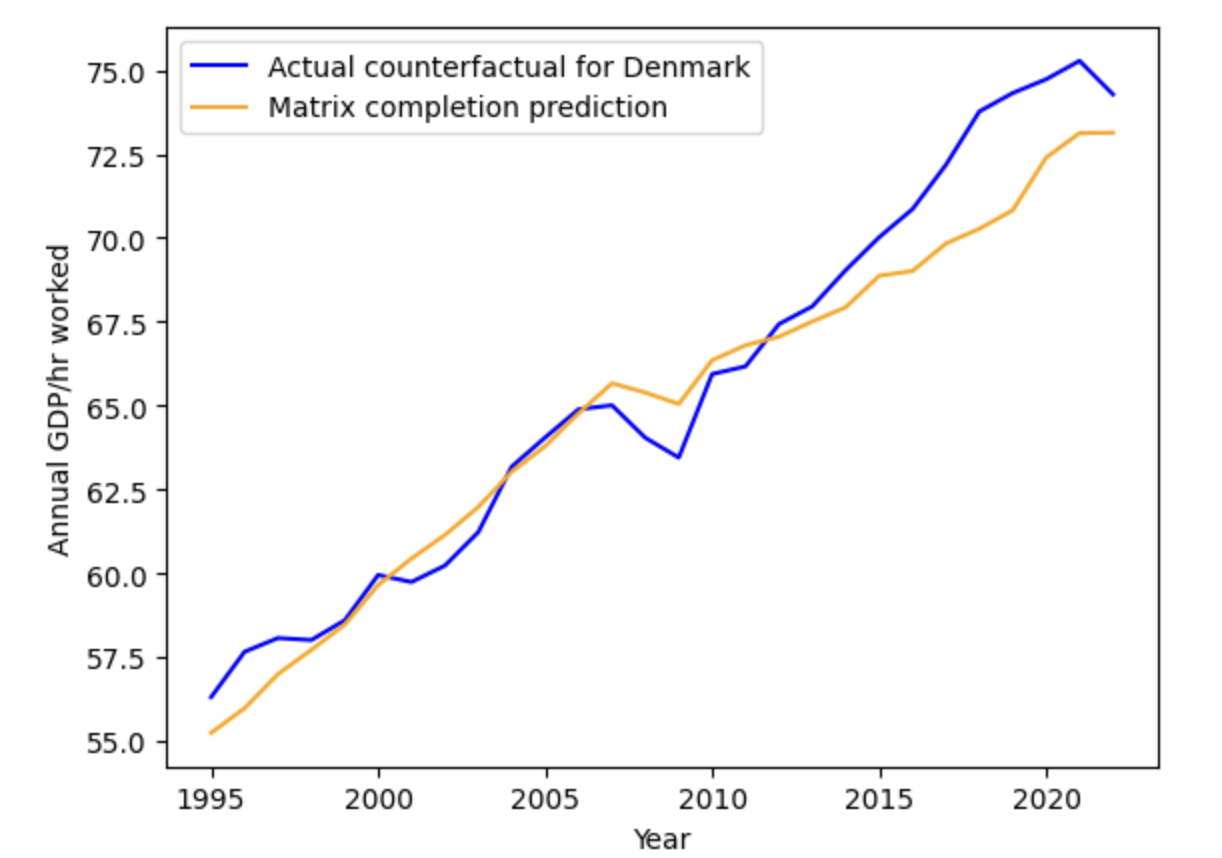 Actual counterfactual for Denmark
Matrix completion prediction
75.0
72.5
70.0
67.5
65.0
62.5
60.0
57.5
55.0
Annual GDP/hr worked
1995 2000 2005 2010 2015 2020
Year